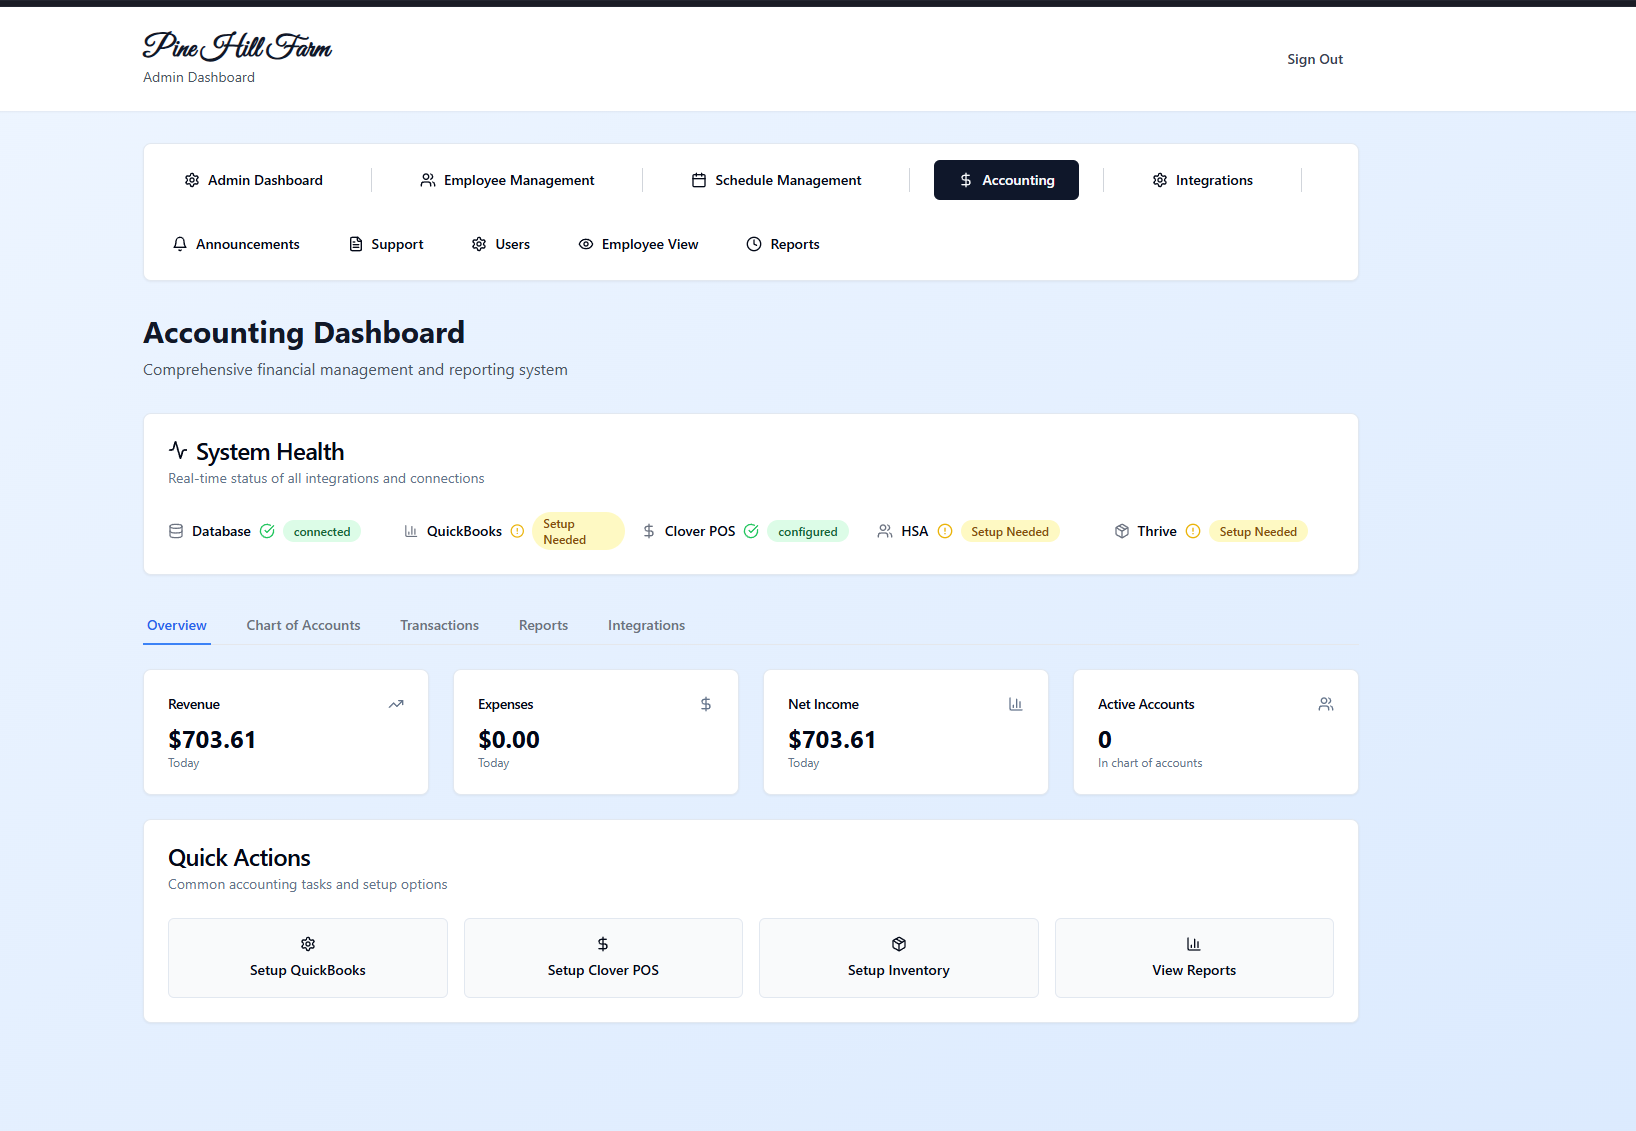 Pine Hill Farm
Admin Dashboard
Sign Out
Admin Dashboard
Employee Management
Schedule Management
Accounting
Integrations
Announcements
Support
Users
Employee View
Reports
Accounting Dashboard
Comprehensive financial management and reporting system
System Health
Real-time status of all integrations and connections
Database connected
QuickBooks Setup Needed
Clover POS configured
HSA Setup Needed
Thrive Setup Needed
Overview
Chart of Accounts
Transactions
Reports
Integrations
Revenue
$703.61
Today
Expenses
$0.00
Today
Net Income
$703.61
Today
Active Accounts
0
In chart of accounts
Quick Actions
Common accounting tasks and setup options
Setup QuickBooks
Setup Clover POS
Setup Inventory
View Reports